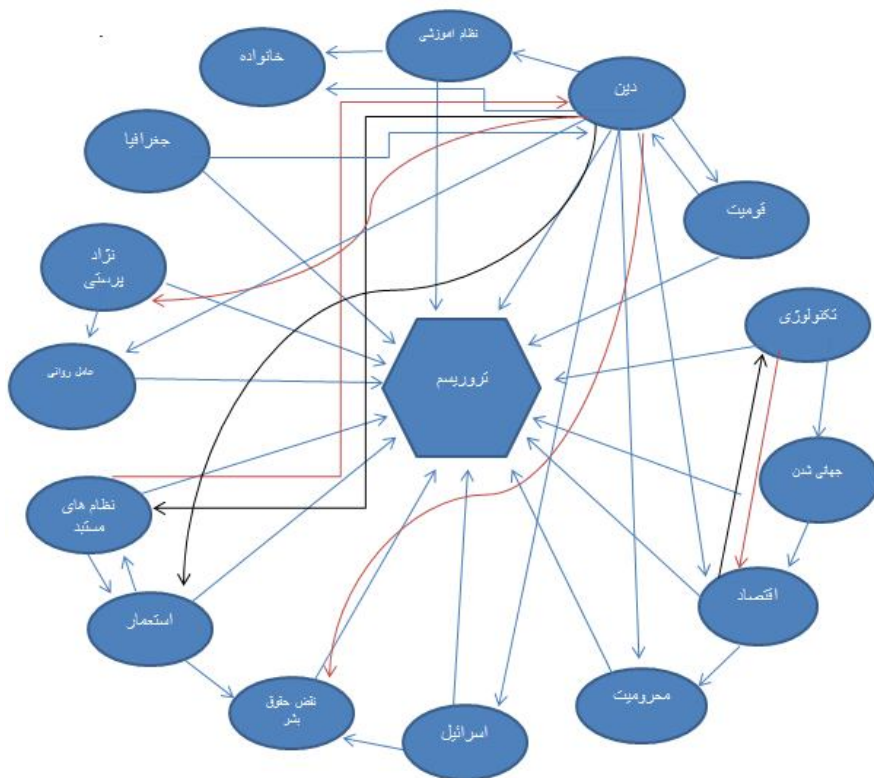 نظام اموزشی
خانواده
دین
جغرافیا
قومیت
نژاد
پرستی
تکنولوژی
عامل روانی
تروریسم
جهانی شدن
نظام های
مستبد
اقتصاد
استعمار
محرومیت
نقض حقوق
بشر
اسرائیل